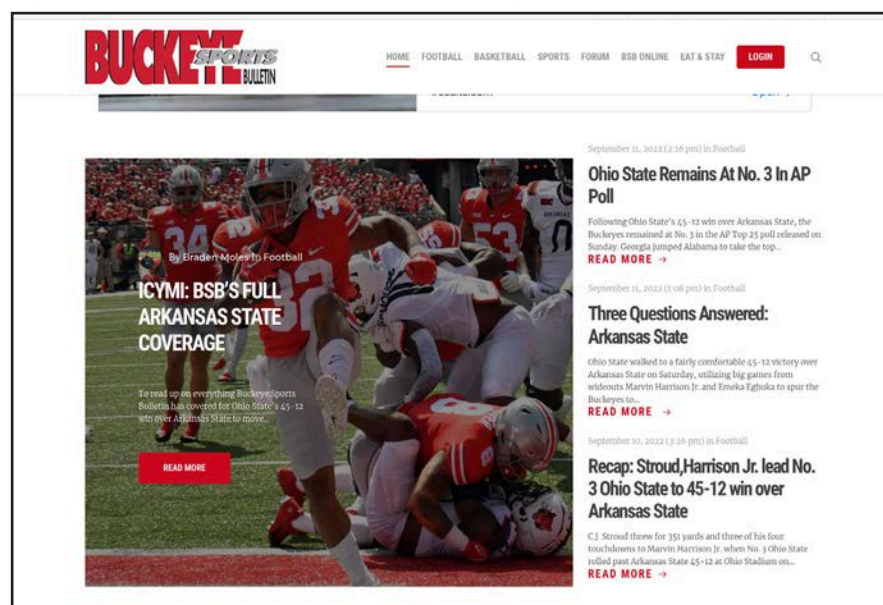 BUCKEYE
SPORTS
BULLETIN
HOME FOOTBALL BASKETBALL SPORTS FORUM BSB ONLINE EAT & STAY LOGIN
September 11, 2022 (2:16 pm) in Football
Ohio State Remains At No. 3 In AP
Poll
Following Ohio State's 45-12 win over Arkansas State, the
Buckeyes remained at No. 3 in the AP Top 25 poll released on
Sunday. Georgia jumped Alabama to take the top...
READ MORE →
September 11, 2022 (1:08 pm) in Football
Three Questions Answered:
Arkansas State
Ohio State walked to a fairly comfortable 45-12 victory over
Arkansas State on Saturday, utilizing big games from
wideouts Marvin Harrison Jr. and Emeka Egbuka to spur the
Buckeyes to...
READ MORE →
September 10, 2022 (3:26 pm) in Football
Recap: Stroud,Harrison Jr. lead No.
3 Ohio State to 45-12 win over
Arkansas State
C.J. Stroud threw for 351 yards and three of his four
touchdowns to Marvin Harrison Jr. when No. 3 Ohio State
rolled past Arkansas State 45-12 at Ohio Stadium on...
READ MORE →
By Braden Moles In Football
ICYMI: BSB'S FULL
ARKANSAS STATE
COVERAGE
To read up on everything Buckeye Sports
Bulletin has covered for Ohio State's 45-12
win over Arkansas State to move...
READ MORE
34
32
53
8